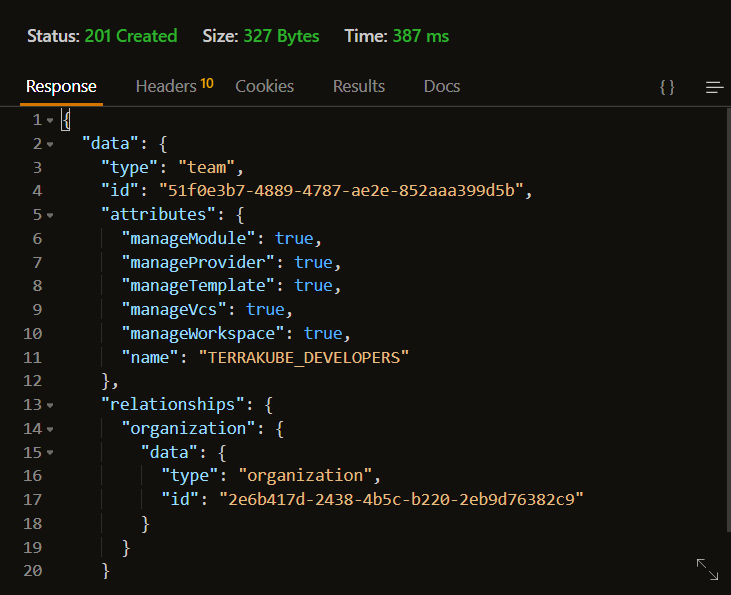 Status: 201 Created Size: 327 Bytes Time: 387 ms
Response Headers 10 Cookies Results Docs { }
1 {
2 "data": {
3 "type": "team",
4 "id": "51f0e3b7-4889-4787-ae2e-852aaa399d5b",
5 "attributes": {
6 "manageModule": true,
7 "manageProvider": true,
8 "manageTemplate": true,
9 "manageVcs": true,
10 "manageWorkspace": true,
11 "name": "TERRAKUBE_DEVELOPERS"
12 },
13 "relationships": {
14 "organization": {
15 "data": {
16 "type": "organization",
17 "id": "2e6b417d-2438-4b5c-b220-2eb9d76382c9"
18 }
19 }
20 }